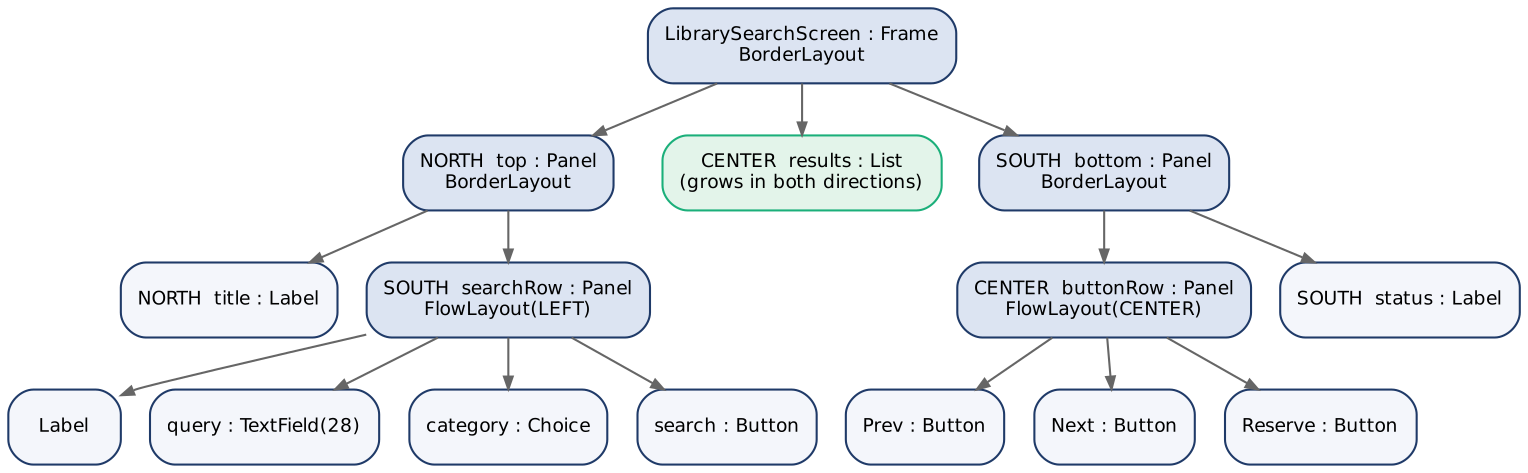 LibrarySearchScreen : Frame
BorderLayout
NORTH  top : Panel
BorderLayout
CENTER  results : List
(grows in both directions)
SOUTH  bottom : Panel
BorderLayout
NORTH  title : Label
SOUTH  searchRow : Panel
FlowLayout(LEFT)
CENTER  buttonRow : Panel
FlowLayout(CENTER)
SOUTH  status : Label
Label
query : TextField(28)
category : Choice
search : Button
Prev : Button
Next : Button
Reserve : Button